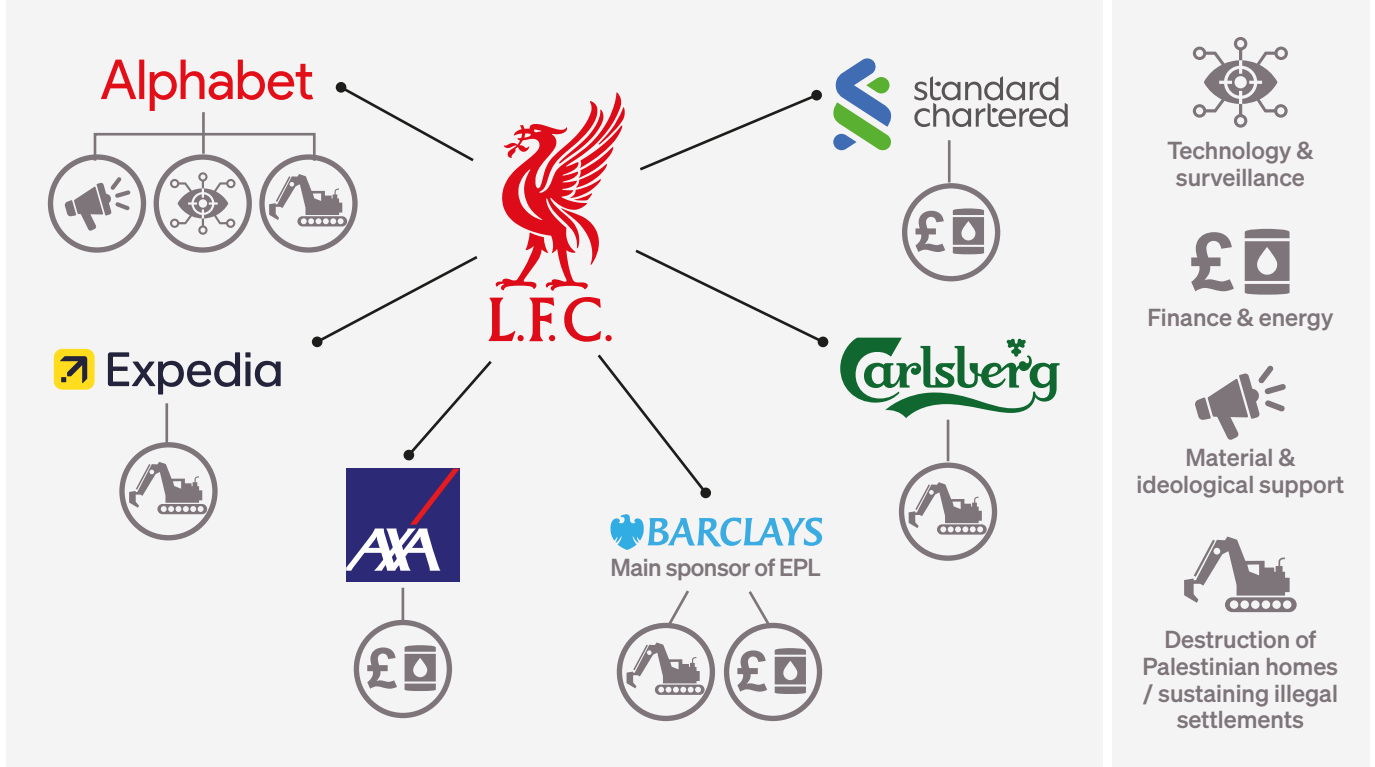 Alphabet
standard
chartered
L.F.C.
Expedia
Carlsberg
AXA
BARCLAYS
Main sponsor of EPL
£
£
£
Technology &
surveillance
£
Finance & energy
Material &
ideological support
Destruction of
Palestinian homes
/ sustaining illegal
settlements